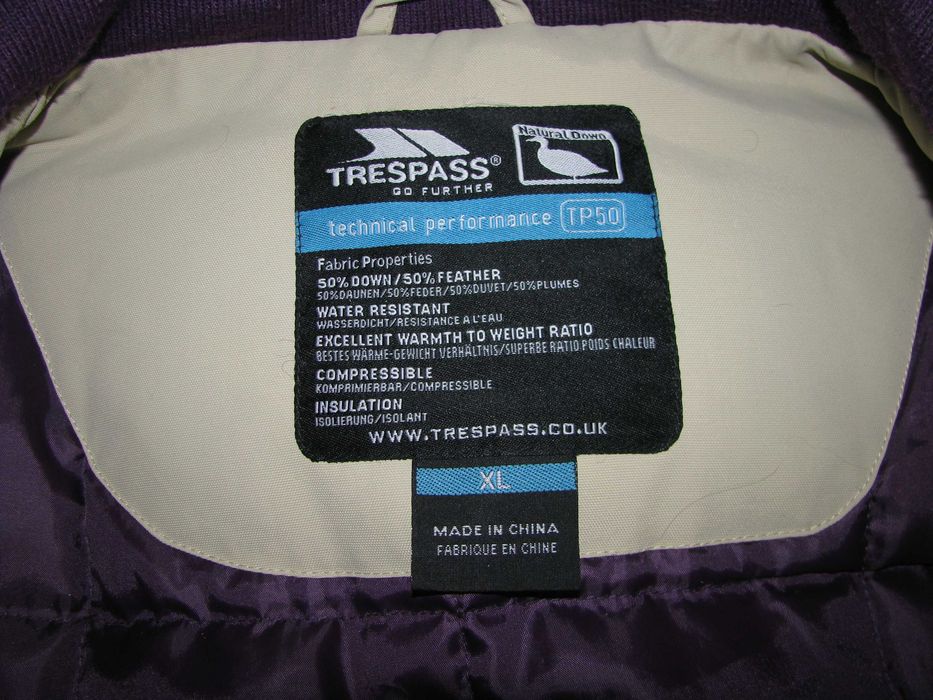 TRESPASS®
GO FURTHER
Natural Down
technical performance TP50
Fabric Properties
50% DOWN/50% FEATHER
50%DAUNEN/50%FEDER/50%DUVET/50%PLUMES
WATER RESISTANT
WASSERDICHT/RÉSISTANCE A L'EAU
EXCELLENT WARMTH TO WEIGHT RATIO
BESTES WÄRME-GEWICHT VERHÄLTNIS/SUPERBE RATIO POIDS CHALEUR
COMPRESSIBLE
KOMPRIMIERBAR/COMPRESSIBLE
INSULATION
ISOLIERUNG/ISOLANT
WWW.TRESPASS.CO.UK
XL
MADE IN CHINA
FABRIQUE EN CHINE